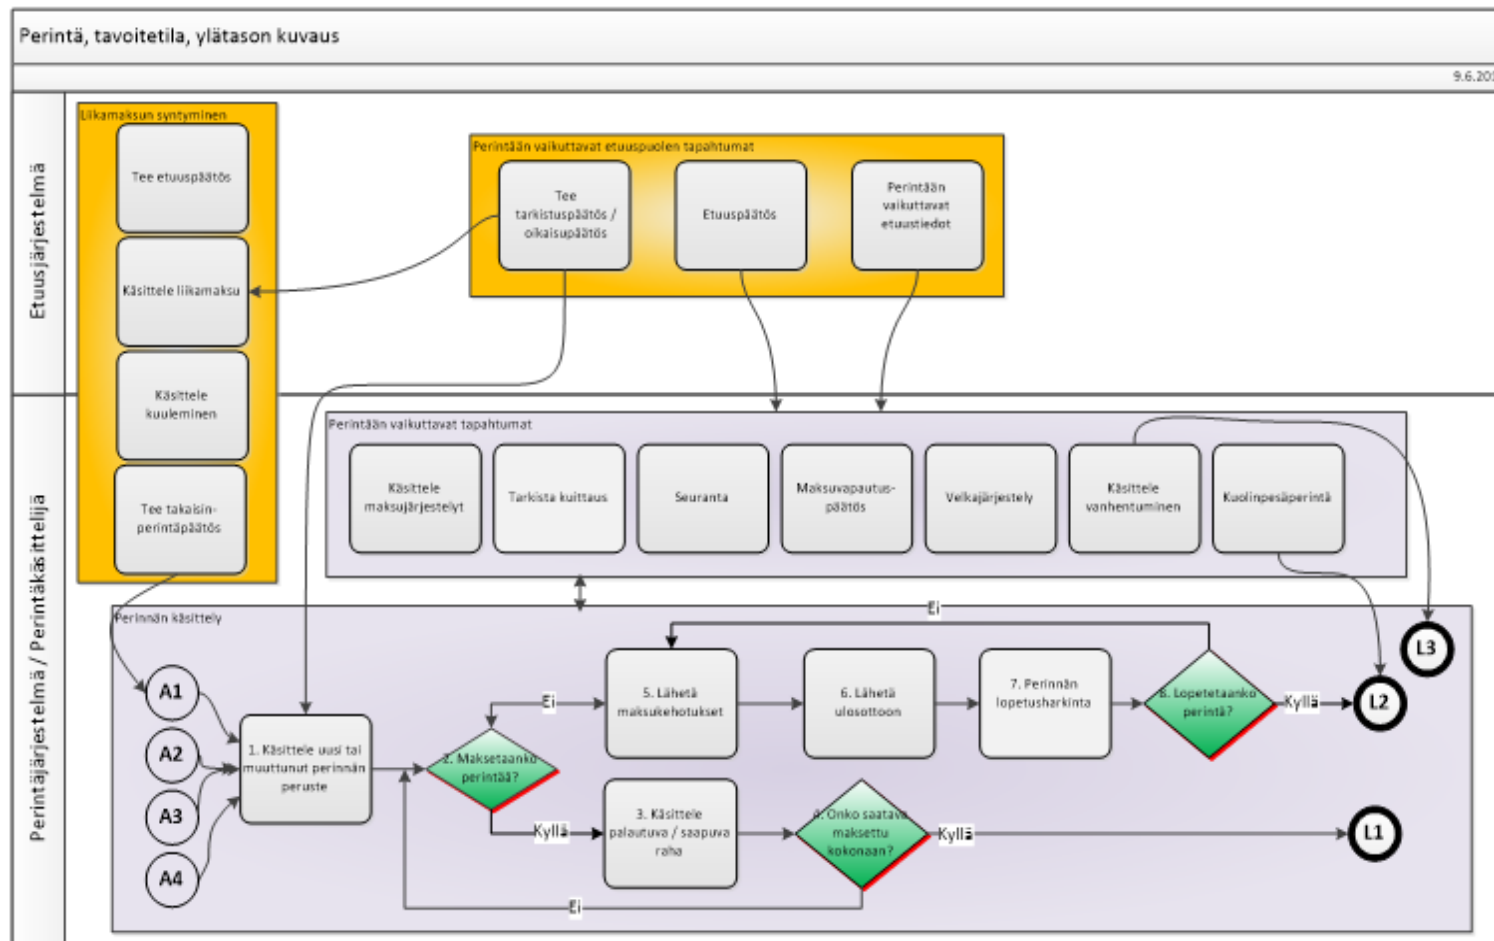 Perintä, tavoitetila, ylätason kuvaus
9.6.201
Etuusjärjestelmä
Liikamaksun syntyminen
Tee etuuspäätös
Käsittele liikamaksu
Käsittele
kuuleminen
Tee takaisin-
perintäpäätös
Perintään vaikuttavat etuuspuolen tapahtumat
Tee
tarkistuspäätös /
oikaisupäätös
Etuuspäätös
Perintään
vaikuttavat
etuustiedot
Perintäjärjestelmä / Perintäkäsittelijä
Perintään vaikuttavat tapahtumat
Käsittele
maksujärjestelyt
Tarkista kuittaus
Seuranta
Maksuvapautus-
päätös
Velkajärjestely
Käsittele
vanhentuminen
Kuolinpesäperintä
Perinnän käsittely
A1
A2
A3
A4
1. Käsittele uusi tai
muuttunut perinnän
peruste
2. Maksetaanko
perintää?
Ei
5. Lähetä
maksukehotukset
6. Lähetä
ulosottoon
7. Perinnän
lopetusharkinta
8. Lopetetaanko
perintä?
Ei
Kyllä
L3
L2
Kyllä
3. Käsittele
palautuva / saapuva
raha
4. Onko saatava
maksettu
kokonaan?
Kyllä
L1
Ei